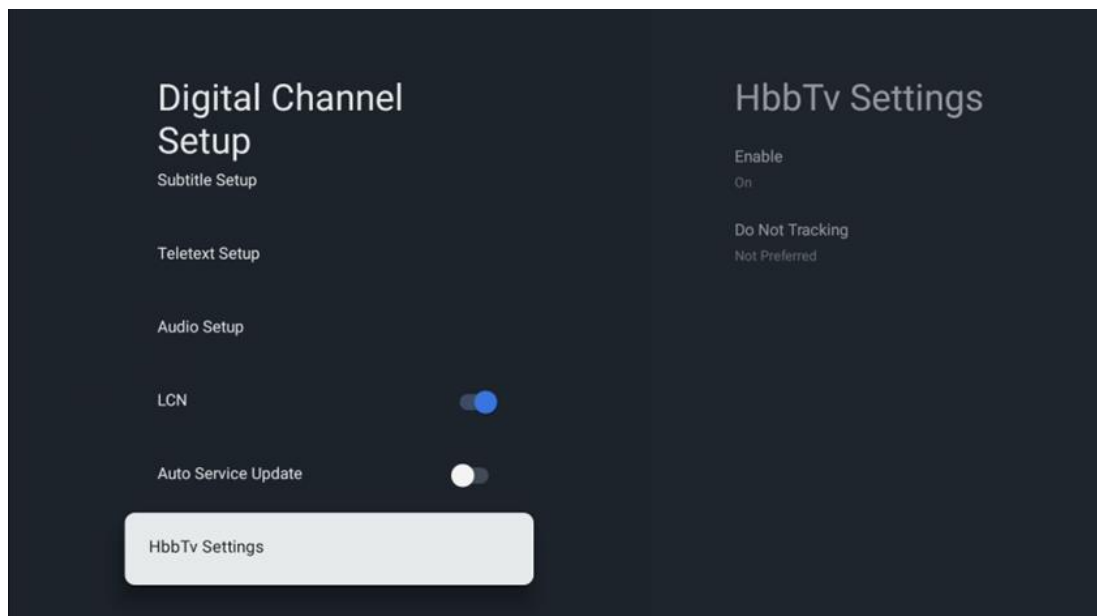 Digital Channel
Setup
Subtitle Setup
Teletext Setup
Audio Setup
LCN
Auto Service Update
HbbTv Settings
HbbTv Settings
Enable
On
Do Not Tracking
Not Preferred